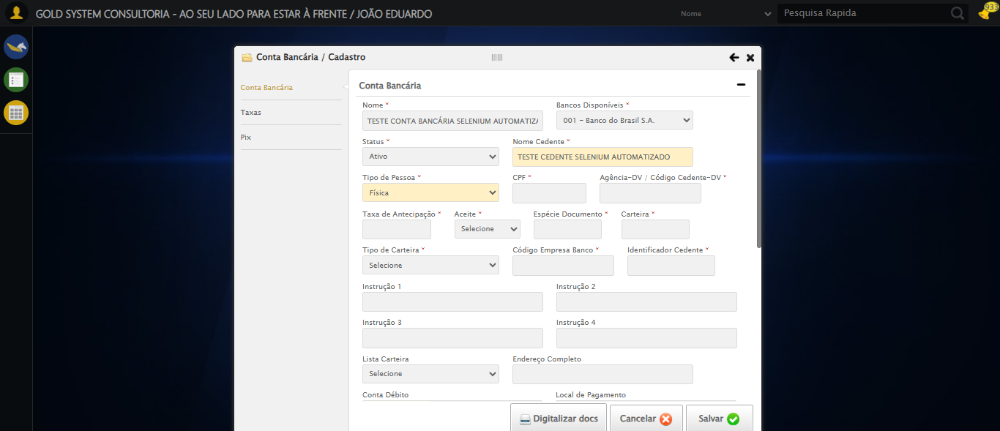 GOLD SYSTEM CONSULTORIA - AO SEU LADO PARA ESTAR À FRENTE / JOÃO EDUARDO
Nome
Pesquisa Rapida
933
Conta Bancária / Cadastro
Conta Bancária
Taxas
Pix
Conta Bancária
Nome *
Bancos Disponíveis *
TESTE CONTA BANCÁRIA SELENIUM AUTOMATIZA
001 - Banco do Brasil S.A.
Status *
Nome Cedente *
Ativo
TESTE CEDENTE SELENIUM AUTOMATIZADO
Tipo de Pessoa *
CPF *
Agência-DV / Código Cedente-DV *
Física
Taxa de Antecipação *
Aceite *
Espécie Documento *
Carteira *
Selecione
Tipo de Carteira *
Código Empresa Banco *
Identificador Cedente *
Selecione
Instrução 1
Instrução 2
Instrução 3
Instrução 4
Lista Carteira
Endereço Completo
Selecione
Conta Débito
Local de Pagamento
Digitalizar docs
Cancelar
Salvar